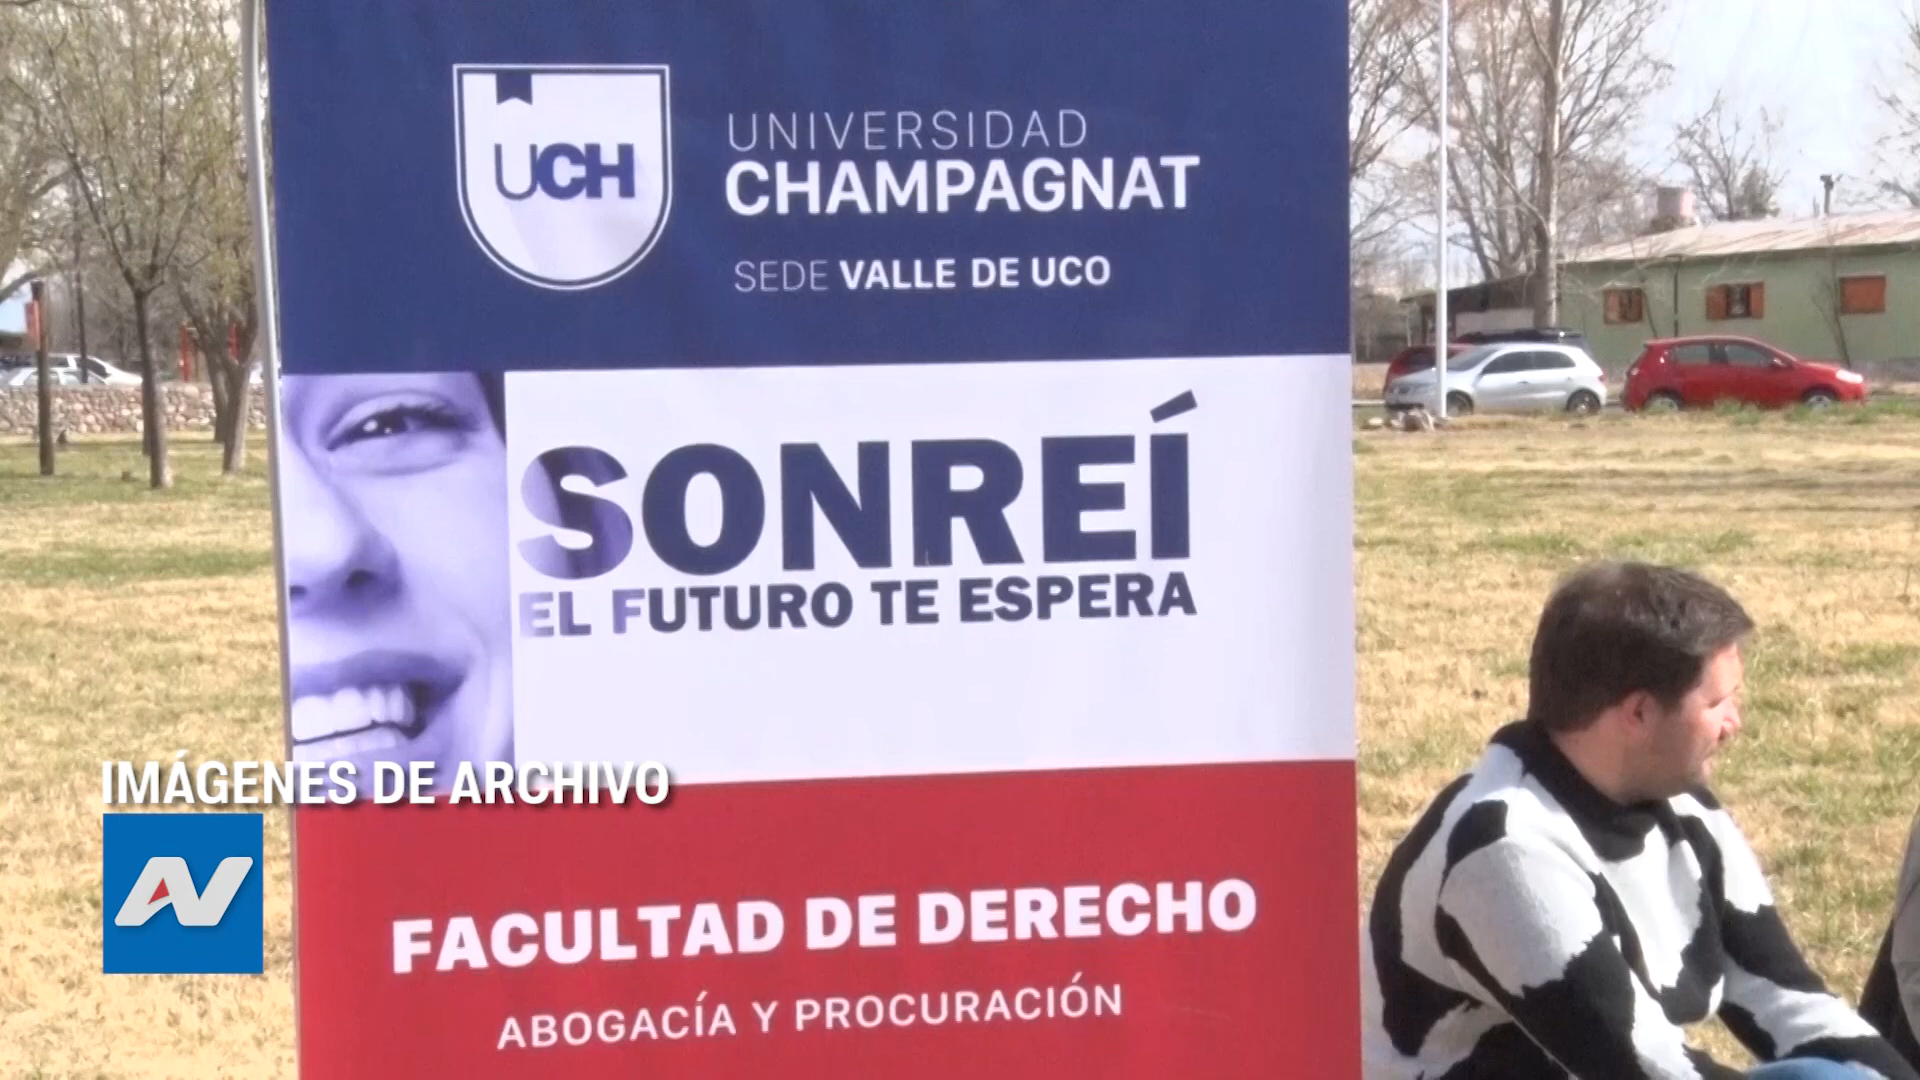 UCH
UNIVERSIDAD
CHAMPAGNAT
SEDE VALLE DE UCO
SONREÍ
EL FUTURO TE ESPERA
IMÁGENES DE ARCHIVO
AV
FACULTAD DE DERECHO
ABOGACÍA Y PROCURACIÓN